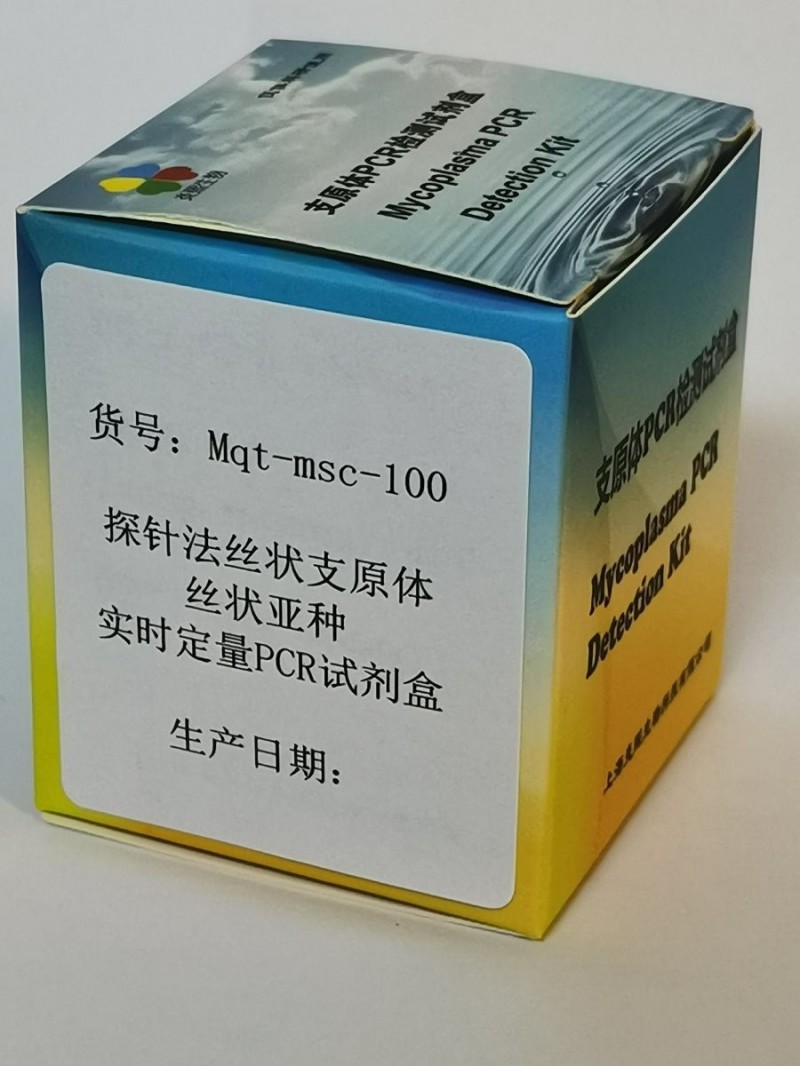 支原体PCR检测试剂盒
Mycoplasma PCR
Detection Kit
货号：Mqt-msc-100
探针法丝状支原体
丝状亚种
实时定量PCR试剂盒
生产日期：
支原体PCR检测试剂盒
Mycoplasma PCR
Detection Kit